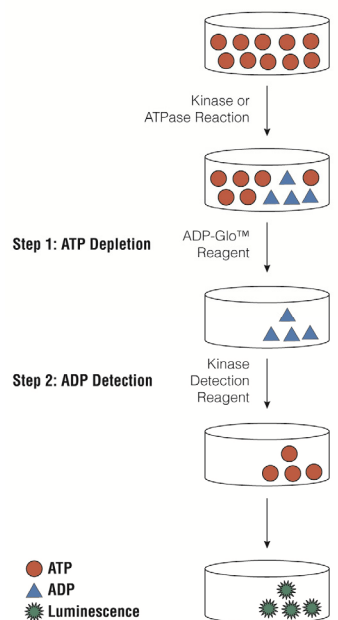 Kinase or
ATPase Reaction
Step 1: ATP Depletion
ADP-Glo™
Reagent
Step 2: ADP Detection
Kinase
Detection
Reagent
ATP
ADP
Luminescence